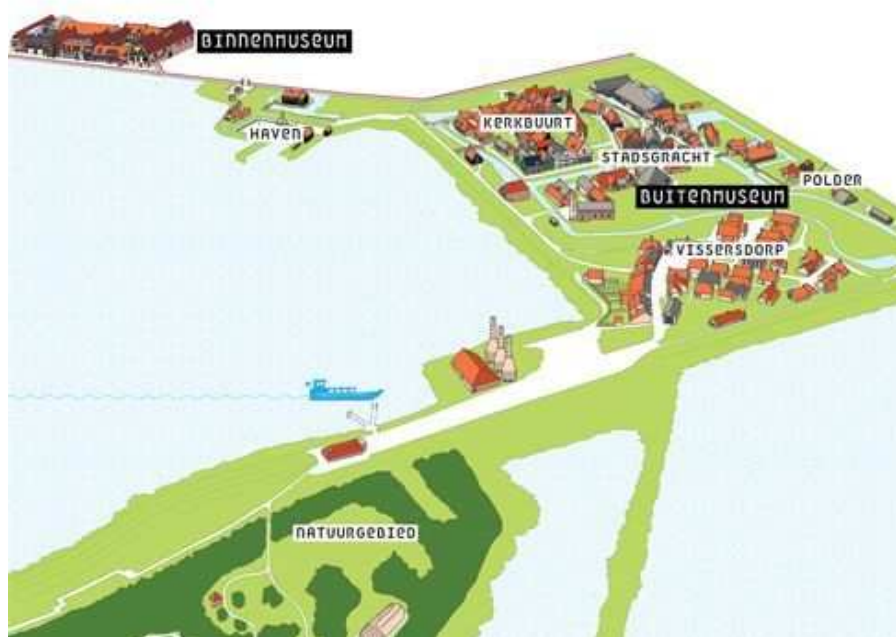 BINNENMUSEUM
HAVEN
KERKBUURT
STADSGRACHT
POLDER
BUITENMUSEUM
VISSERSDORP
NATUURGEBIED